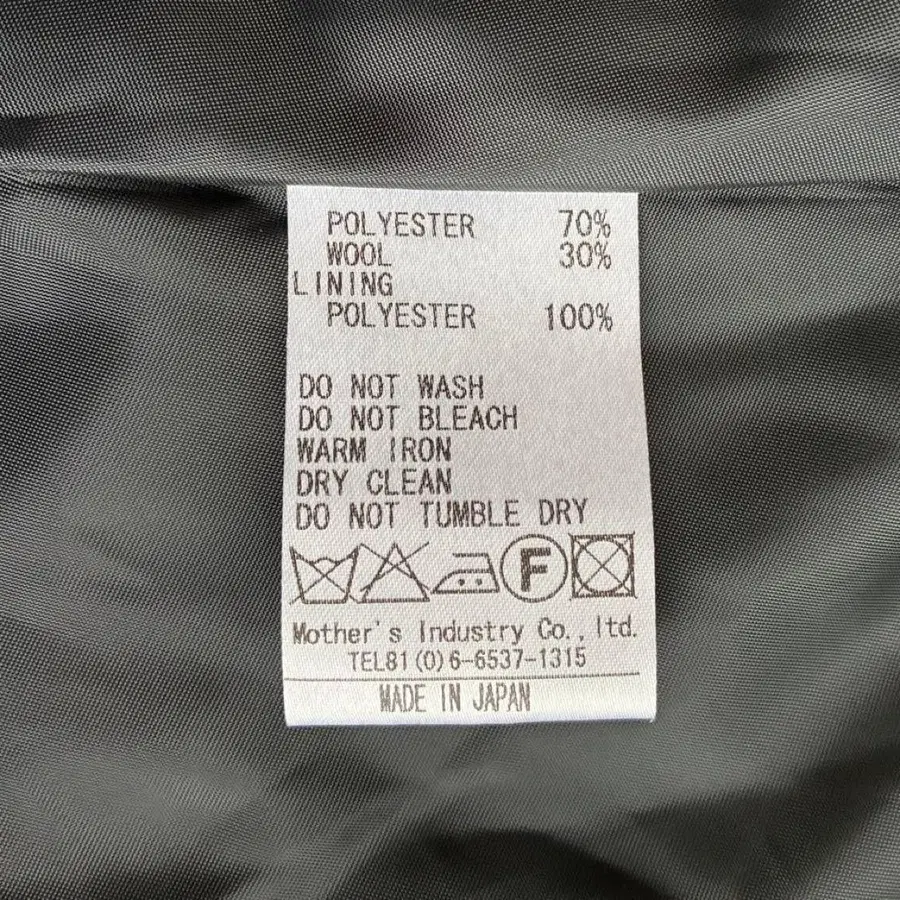 POLYESTER 70%
WOOL 30%
LINING
POLYESTER 100%
DO NOT WASH
DO NOT BLEACH
WARM IRON
DRY CLEAN
DO NOT TUMBLE DRY
F
Mother's Industry Co., ltd.
TEL81(0)6-6537-1315
MADE IN JAPAN